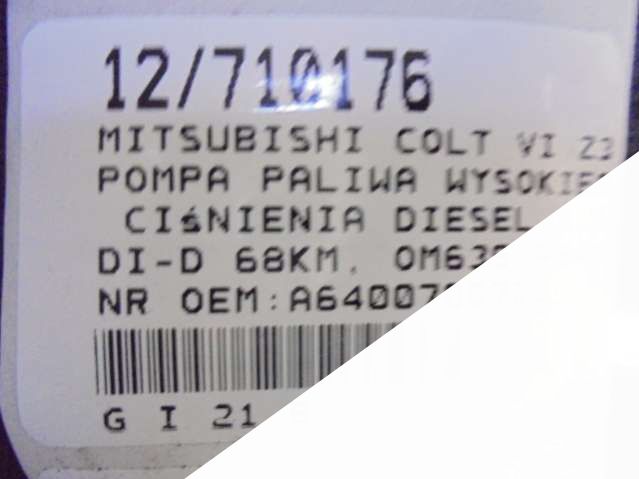 12/710176
MITSUBISHI COLT VI
POMPA PALIWA
CIśNIENIA DIESEL
DI-D 68KM,
NR OEM:
G I 21